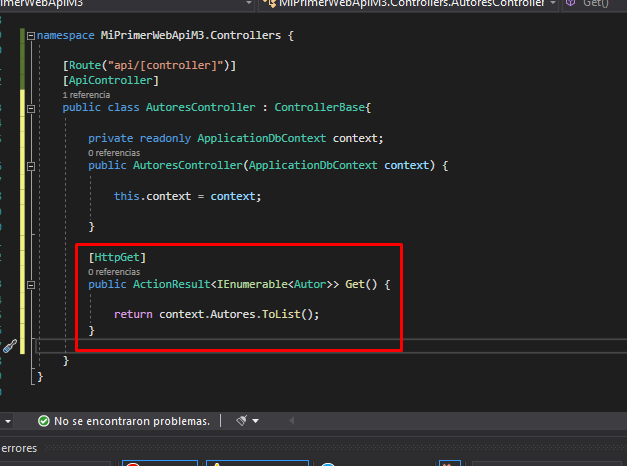 MiPrimerWebApiM3.Controllers.AutoresController
Get()
namespace MiPrimerWebApiM3.Controllers {
[Route("api/[controller]")]
[ApiController]
1 referencia
public class AutoresController : ControllerBase{
private readonly ApplicationDbContext context;
0 referencias
public AutoresController(ApplicationDbContext context) {
this.context = context;
}
[HttpGet]
0 referencias
public ActionResult<IEnumerable<Autor>> Get() {
return context.Autores.ToList();
}
}
}
No se encontraron problemas.
errores